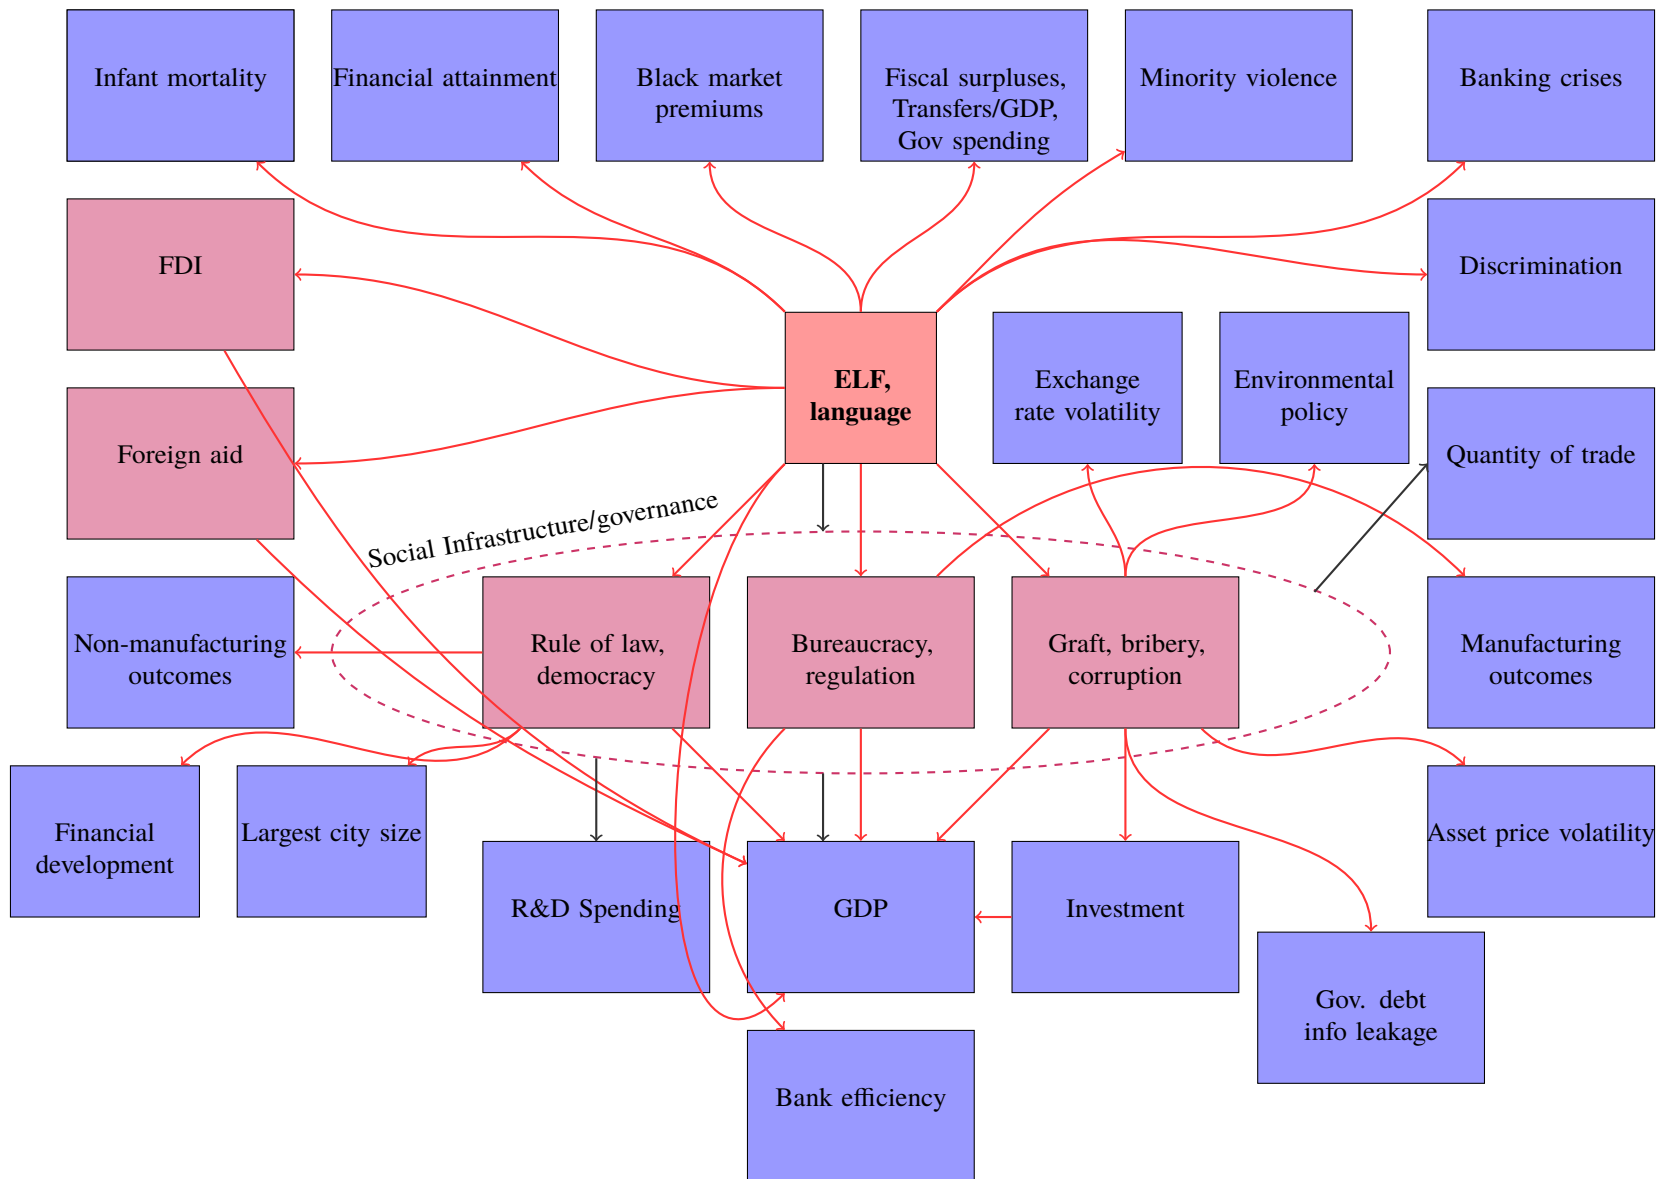 Infant mortality
Financial attainment
Black market
premiums
Fiscal surpluses,
Transfers/GDP,
Gov spending
Minority violence
Banking crises
FDI
Discrimination
ELF,
language
Exchange
rate volatility
Environmental
policy
Foreign aid
Quantity of trade
Social Infrastructure/governance
Non-manufacturing
outcomes
Rule of law,
democracy
Bureaucracy,
regulation
Graft, bribery,
corruption
Manufacturing
outcomes
Financial
development
Largest city size
Asset price volatility
R&D Spending
GDP
Investment
Gov. debt
info leakage
Bank efficiency